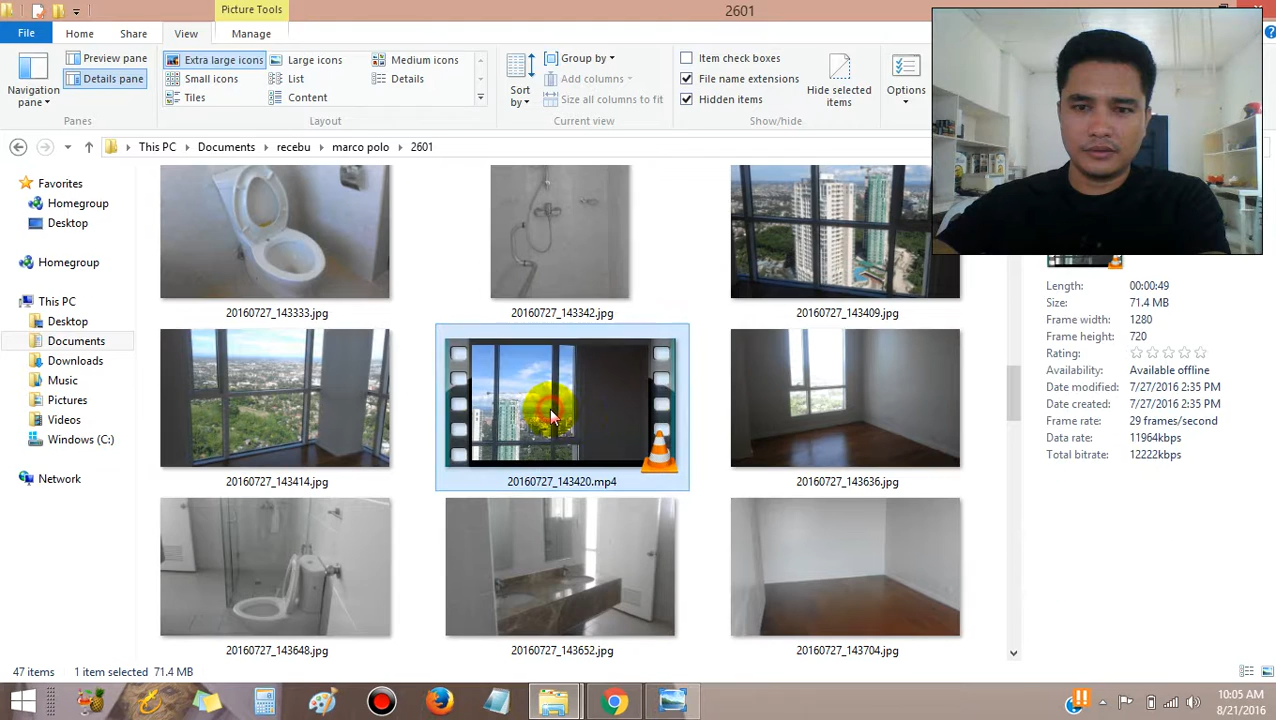 Picture Tools
2601
File
Home
Share
View
Manage
Preview pane
Navigation pane
Details pane
Extra large icons
Large icons
Medium icons
Small icons
List
Details
Tiles
Content
Sort by
Group by
Add columns
Size all columns to fit
Item check boxes
File name extensions
Hidden items
Hide selected items
Options
Panes
Layout
Current view
Show/hide
This PC
Documents
recebu
marco polo
2601
Favorites
Homegroup
Desktop
Homegroup
This PC
Desktop
Documents
Downloads
Music
Pictures
Videos
Windows (C:)
Network
20160727_143333.jpg
20160727_143342.jpg
20160727_143409.jpg
20160727_143414.jpg
20160727_143420.mp4
20160727_143636.jpg
20160727_143648.jpg
20160727_143652.jpg
20160727_143704.jpg
Length: 00:00:49
Size: 71.4 MB
Frame width: 1280
Frame height: 720
Rating:
Availability: Available offline
Date modified: 7/27/2016 2:35 PM
Date created: 7/27/2016 2:35 PM
Frame rate: 29 frames/second
Data rate: 11964kbps
Total bitrate: 12222kbps
47 items
1 item selected 71.4 MB
10:05 AM
8/21/2016